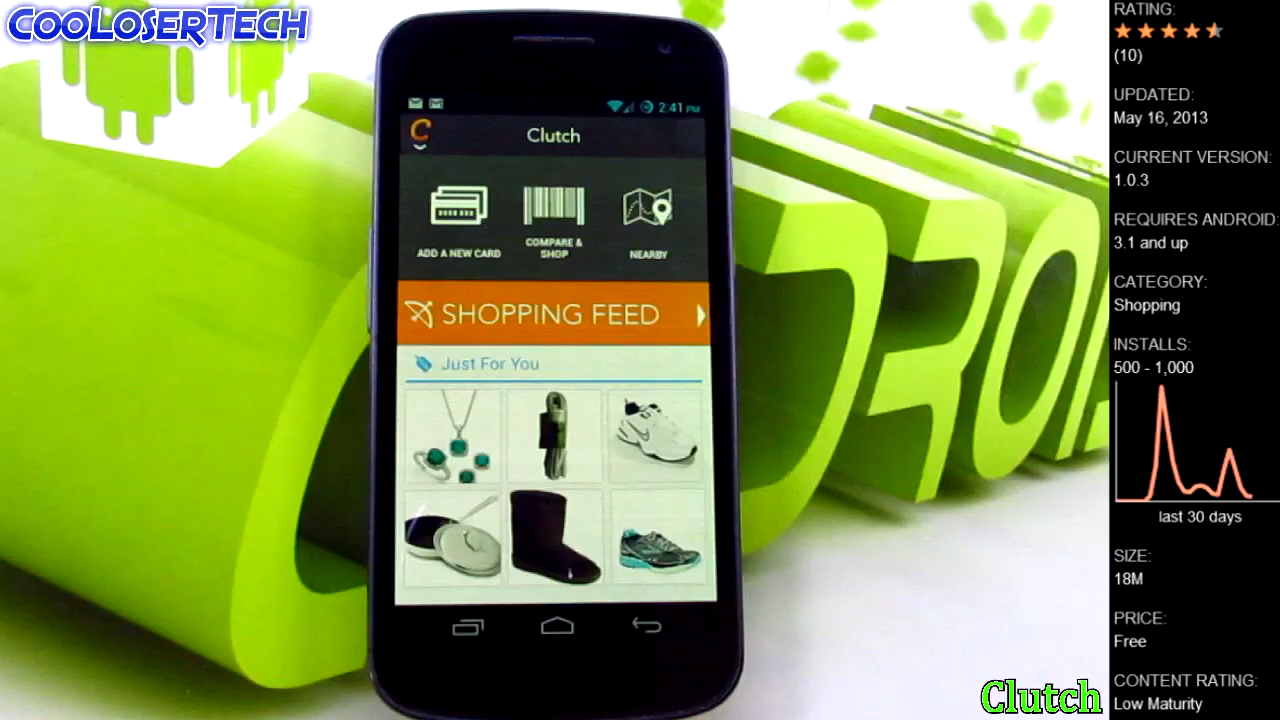 CooLoserTech
2:41 PM
C
Clutch
ADD A NEW CARD
COMPARE &
SHOP
NEARBY
SHOPPING FEED
Just For You
RATING:
(10)
UPDATED:
May 16, 2013
CURRENT VERSION:
1.0.3
REQUIRES ANDROID:
3.1 and up
CATEGORY:
Shopping
INSTALLS:
500 - 1,000
last 30 days
SIZE:
18M
PRICE:
Free
CONTENT RATING:
Low Maturity
Clutch